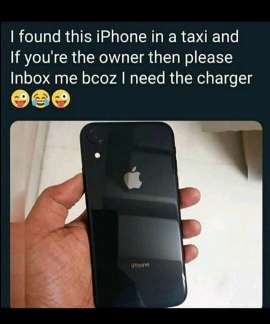 I found this iPhone in a taxi and
If you're the owner then please
Inbox me bcoz I need the charger
😜😂😜
iPhone